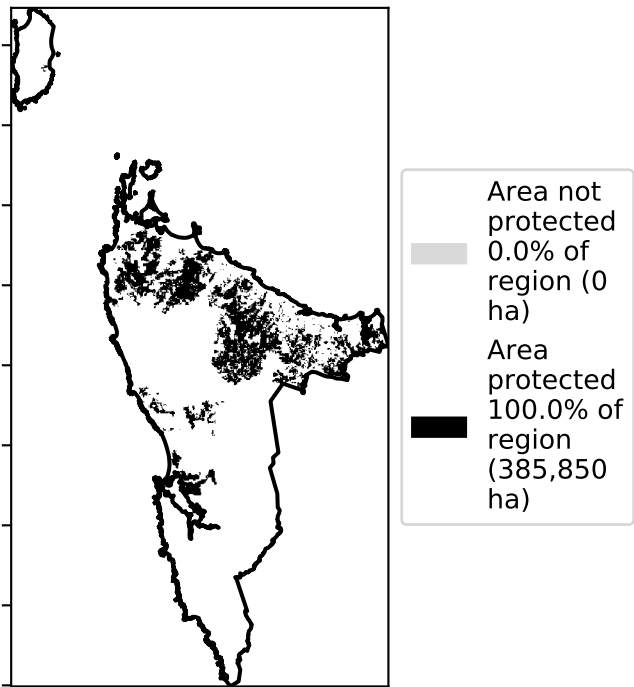 Area not
protected
0.0% of
region (0
ha)
Area
protected
100.0% of
region
(385,850
ha)